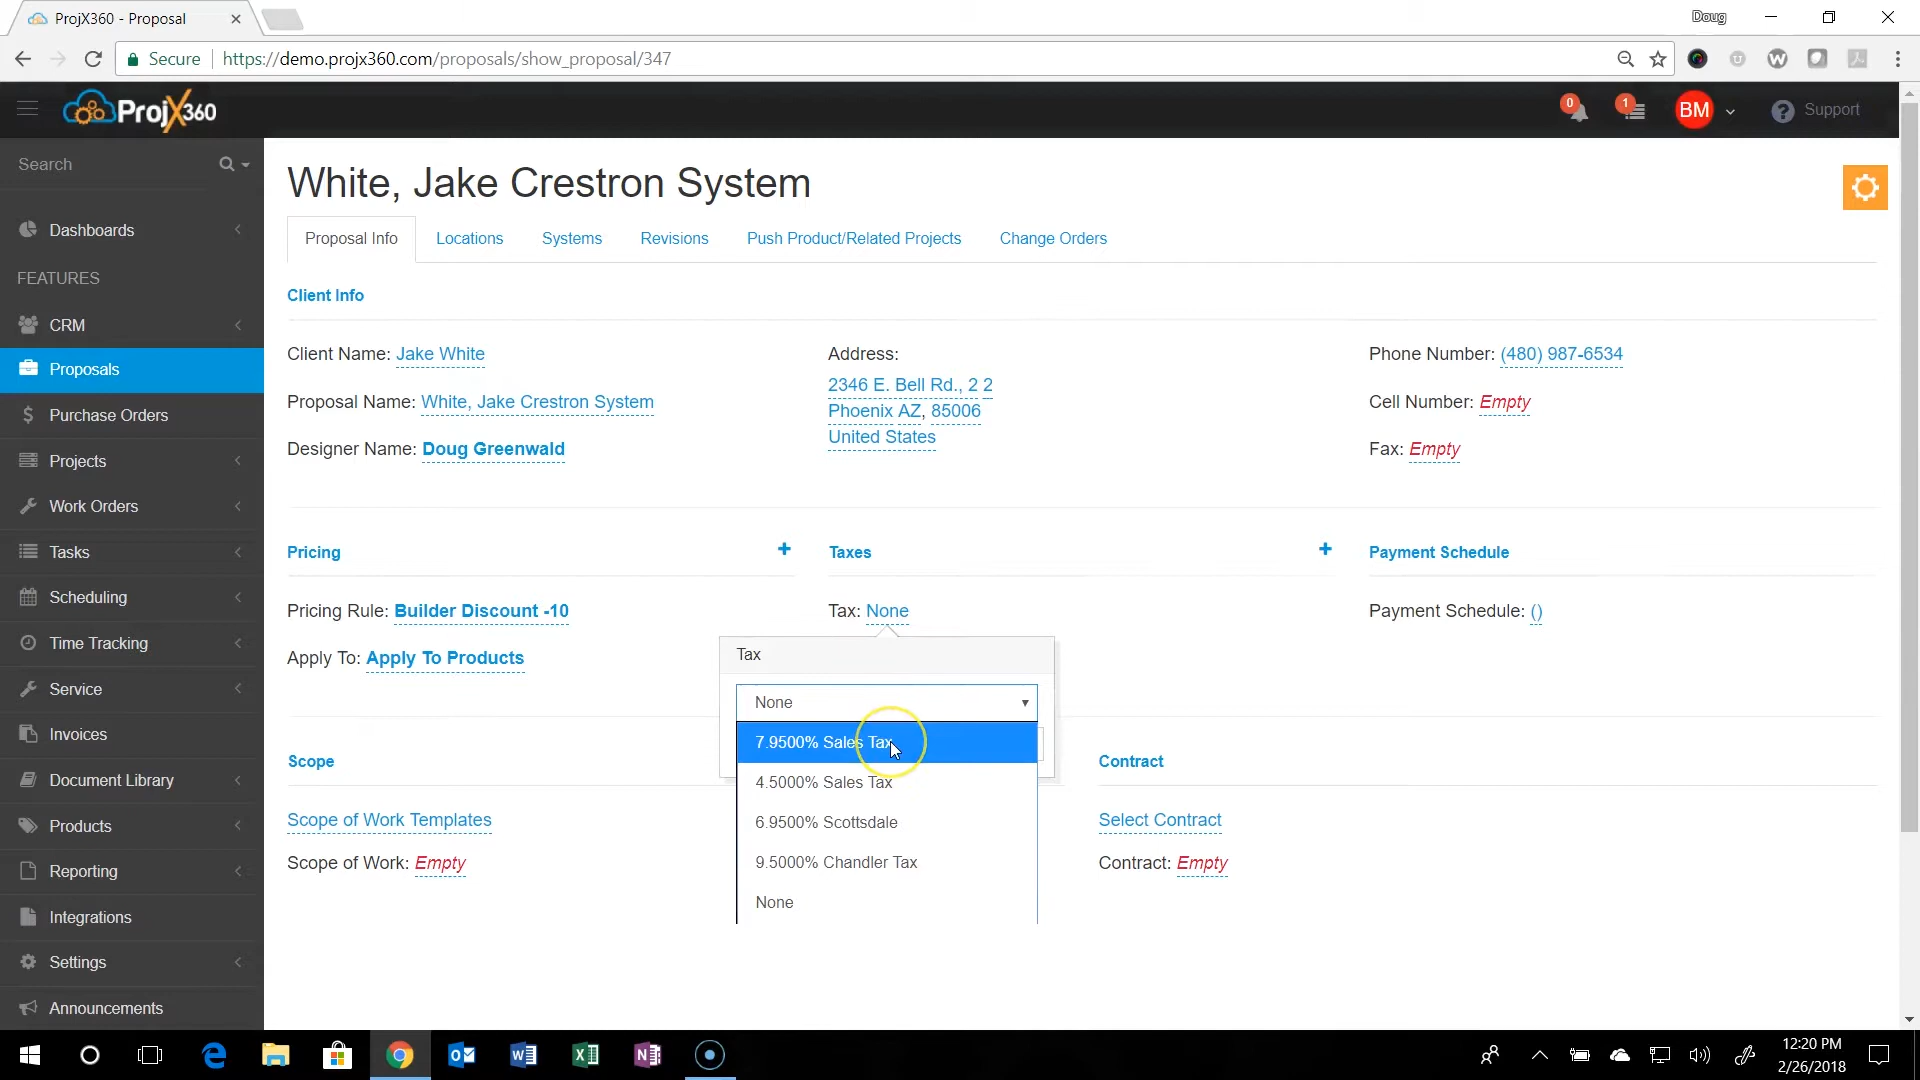 ProjX360 - Proposal
Doug
Secure
https://demo.projx360.com/proposals/show_proposal/347
ProjX360
0
1
BM
Support
Search
Dashboards
FEATURES
CRM
Proposals
Purchase Orders
Projects
Work Orders
Tasks
Scheduling
Time Tracking
Service
Invoices
Document Library
Products
Reporting
Integrations
Settings
Announcements
White, Jake Crestron System
Proposal Info
Locations
Systems
Revisions
Push Product/Related Projects
Change Orders
Client Info
Client Name: Jake White
Proposal Name: White, Jake Crestron System
Designer Name: Doug Greenwald
Address:
2346 E. Bell Rd., 2 2
Phoenix AZ, 85006
United States
Phone Number: (480) 987-6534
Cell Number: Empty
Fax: Empty
Pricing
Pricing Rule: Builder Discount -10
Apply To: Apply To Products
Taxes
Tax: None
Tax
None
7.9500% Sales Tax
4.5000% Sales Tax
6.9500% Scottsdale
9.5000% Chandler Tax
None
Payment Schedule
Payment Schedule: ()
Scope
Scope of Work Templates
Scope of Work: Empty
Contract
Select Contract
Contract: Empty
12:20 PM
2/26/2018